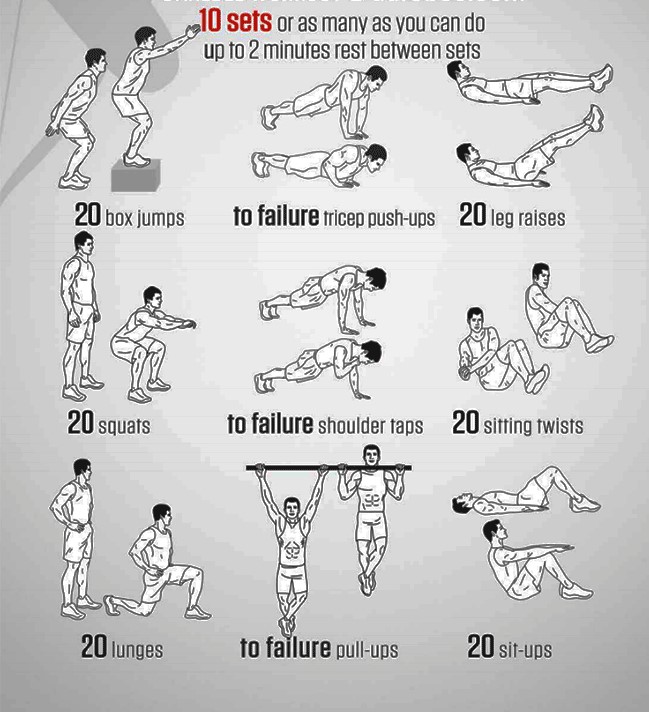 10 sets or as many as you can do
up to 2 minutes rest between sets
20 box jumps
to failure tricep push-ups
20 leg raises
20 squats
to failure shoulder taps
20 sitting twists
20 lunges
to failure pull-ups
20 sit-ups